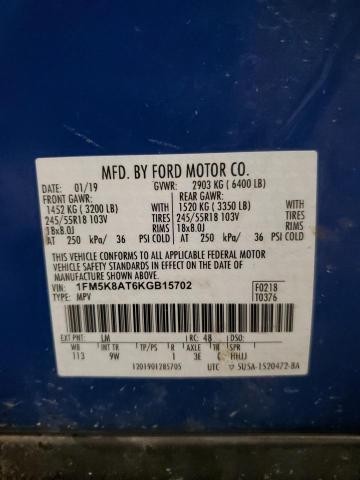 MFD. BY FORD MOTOR CO.
DATE: 01/19 GVWR: 2903 KG ( 6400 LB)
FRONT GAWR: REAR GAWR:
1452 KG ( 3200 LB) WITH 1520 KG ( 3350 LB) WITH
245/55R18 103V TIRES 245/55R18 103V TIRES
18x8.0J RIMS 18x8.0J RIMS
AT 250 kPa/ 36 PSI COLD AT 250 kPa/ 36 PSI COLD
THIS VEHICLE CONFORMS TO ALL APPLICABLE FEDERAL MOTOR
VEHICLE SAFETY AND THEFT PREVENTION STANDARDS IN EFFECT
ON THE DATE OF MANUFACTURE SHOWN ABOVE.
VIN: 1FM5K8AT6KGB15702 F0218
TYPE: MPV T0376
EXT PNT: LM RC: 48 DSO:
WB INT TR TP/PS R AXLE TR SPR
113 9W 1 3E HHJJ
1201901285705 UTC ▽ 5USA-1520472-BA